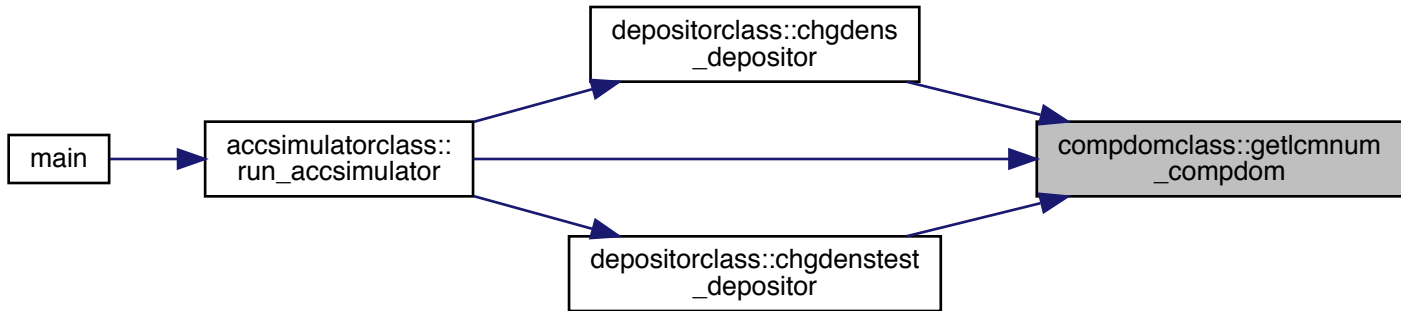 main
accsimulatorclass::
run_accsimulator
depositorclass::chgdens
_depositor
depositorclass::chgdenstest
_depositor
compdomclass::getlcmnum
_compdom